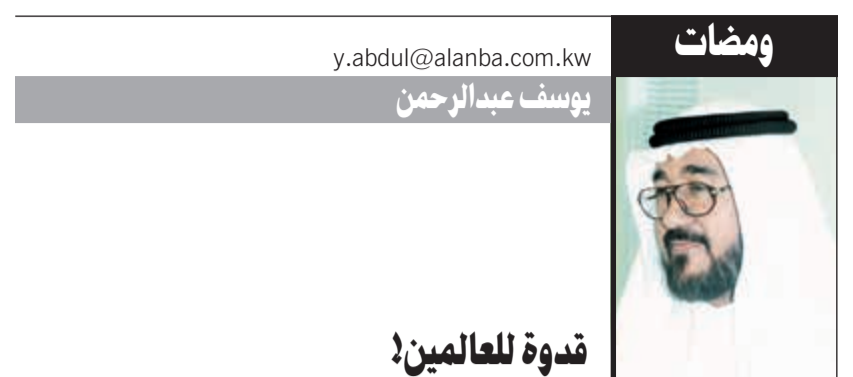 ومضات
y.abdul@alanba.com.kw
يوسف عبدالرحمن
قدوة للعالمين!